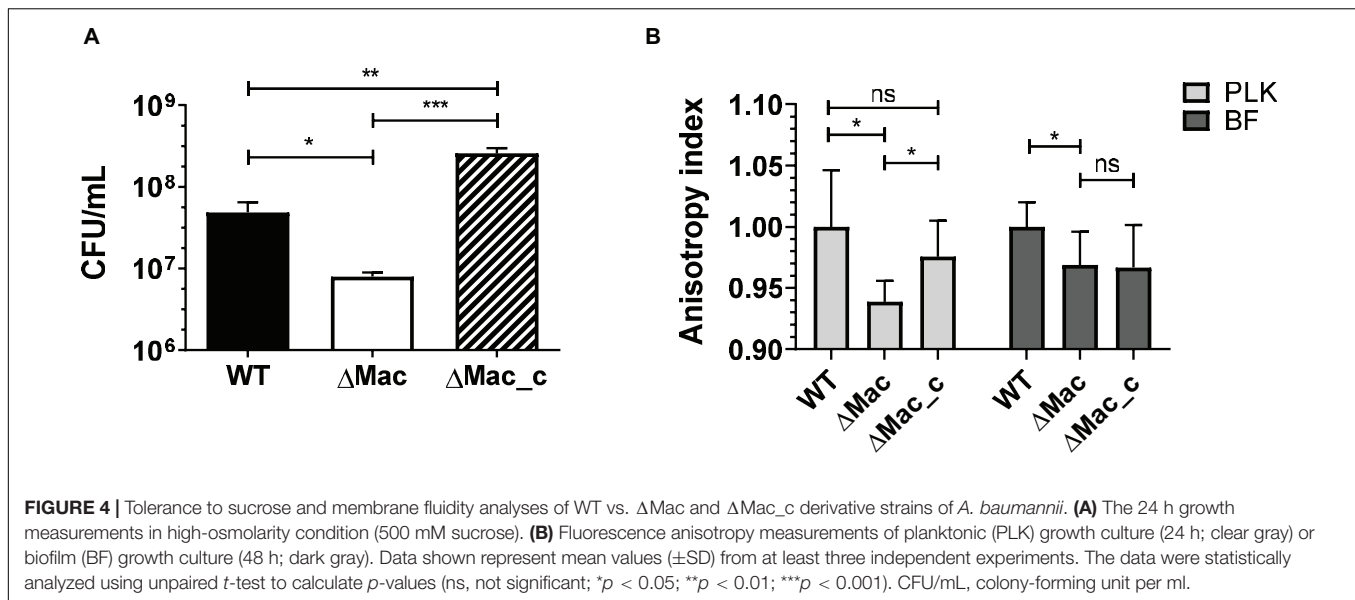 A
**
***
*
10⁹
10⁸
10⁷
10⁶
CFU/mL
WT
ΔMac
ΔMac_c
B
PLK
BF
ns
*
*
*
ns
1.10
1.05
1.00
0.95
0.90
Anisotropy index
WT
ΔMac
ΔMac_c
WT
ΔMac
ΔMac_c
FIGURE 4 | Tolerance to sucrose and membrane fluidity analyses of WT vs. ΔMac and ΔMac_c derivative strains of A. baumannii. (A) The 24 h growth
measurements in high-osmolarity condition (500 mM sucrose). (B) Fluorescence anisotropy measurements of planktonic (PLK) growth culture (24 h; clear gray) or
biofilm (BF) growth culture (48 h; dark gray). Data shown represent mean values (±SD) from at least three independent experiments. The data were statistically
analyzed using unpaired t-test to calculate p-values (ns, not significant; *p < 0.05; **p < 0.01; ***p < 0.001). CFU/mL, colony-forming unit per ml.